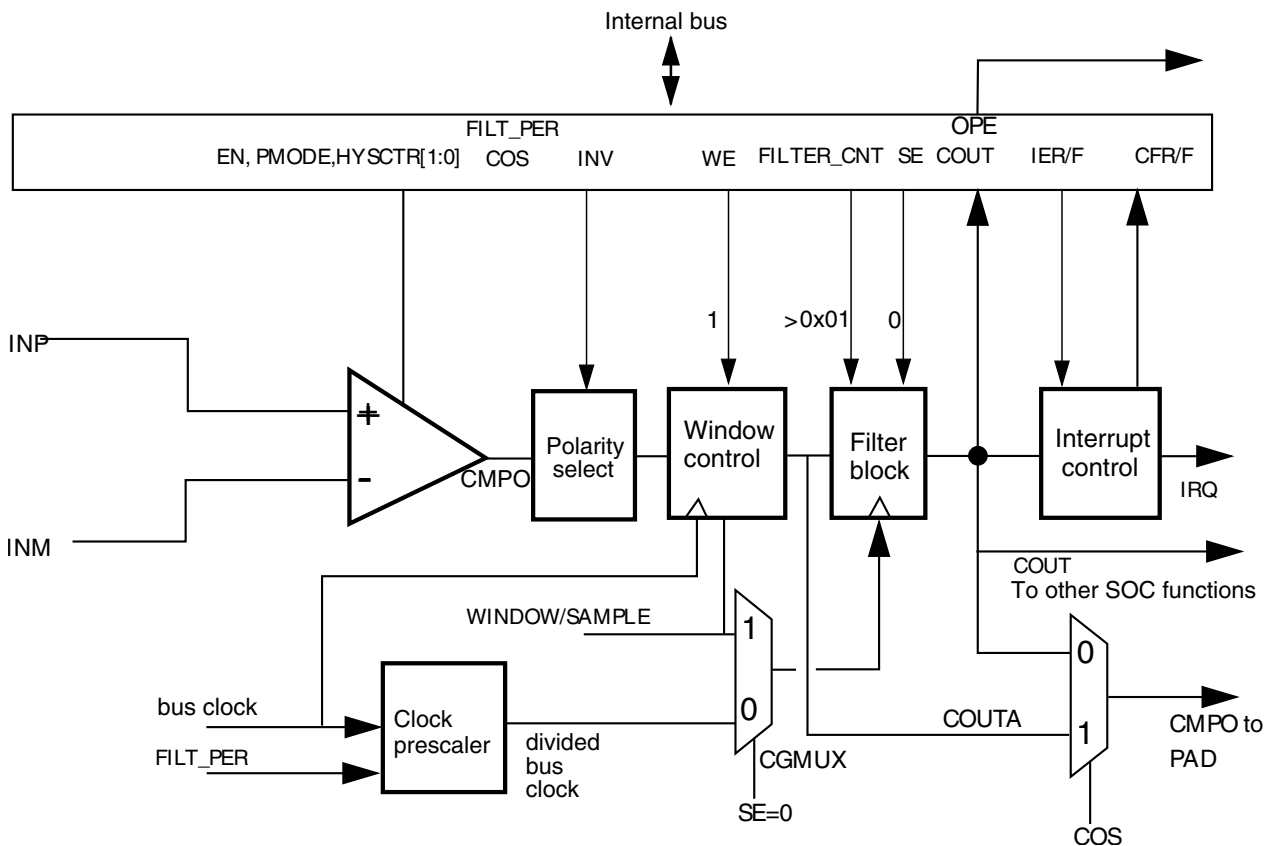 Internal bus
FILT_PER
OPE
EN, PMODE,HYSCTR[1:0] COS INV WE FILTER_CNT SE COUT IER/F CFR/F
1 >0x01 0
INP
+
-
INM
CMPO
Polarity
select
Window
control
Filter
block
Interrupt
control
IRQ
COUT
To other SOC functions
WINDOW/SAMPLE
1
0
CGMUX
SE=0
bus clock
FILT_PER
Clock
prescaler
divided
bus
clock
COUTA
0
1
COS
CMPO to
PAD